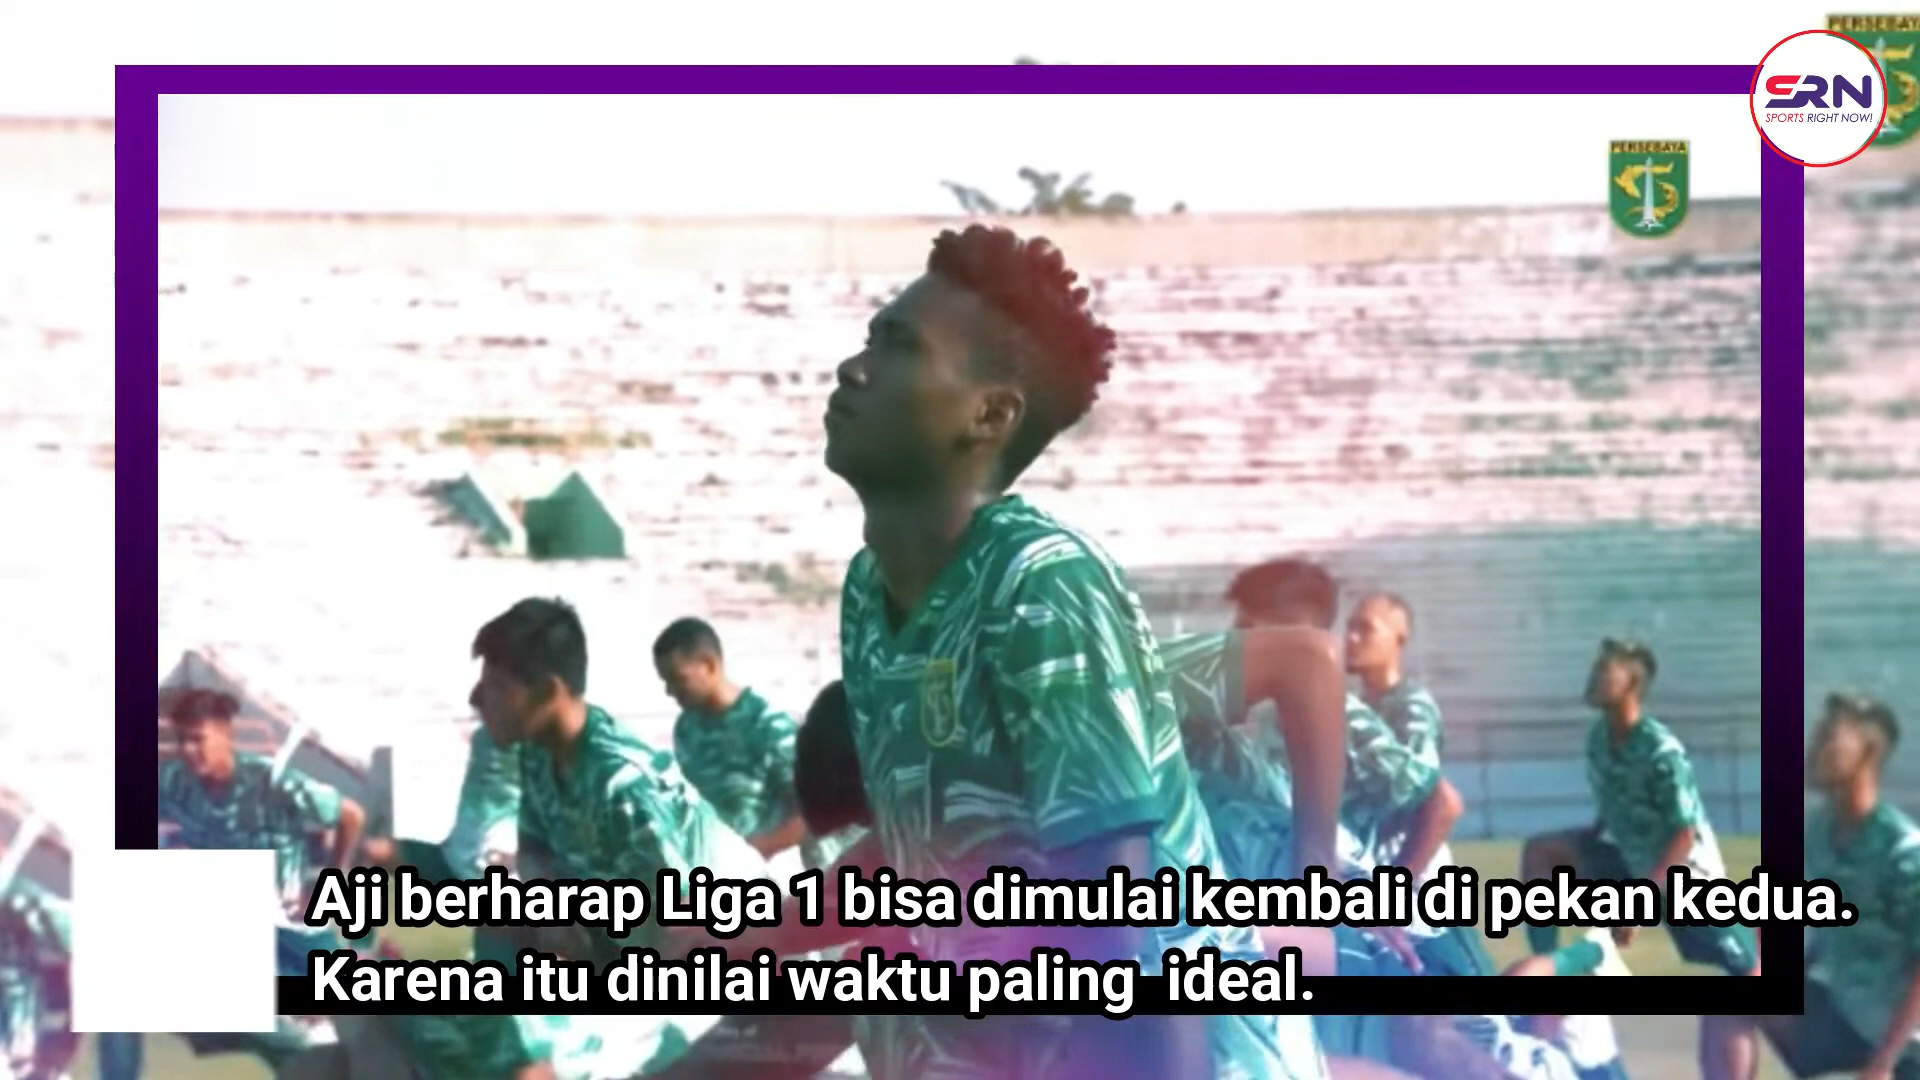 PERSEBAYA
SRN
SPORTS RIGHT NOW!
PERSEBAYA
Aji berharap Liga 1 bisa dimulai kembali di pekan kedua.
Karena itu dinilai waktu paling ideal.